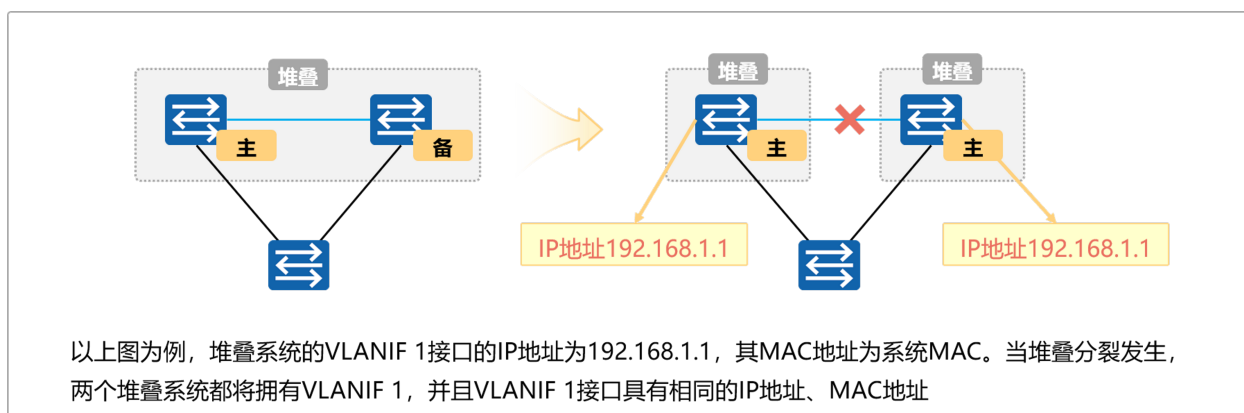 堆叠
主
备
堆叠
堆叠
主
主
IP地址192.168.1.1
IP地址192.168.1.1
以上图为例，堆叠系统的VLANIF 1接口的IP地址为192.168.1.1，其MAC地址为系统MAC。当堆叠分裂发生，
两个堆叠系统都将拥有VLANIF 1，并且VLANIF 1接口具有相同的IP地址、MAC地址